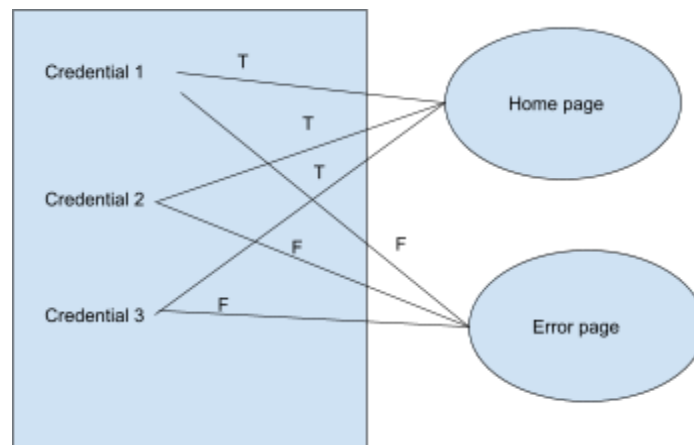 Credential 1
T
Home page
T
T
Credential 2
F
F
Credential 3
F
Error page